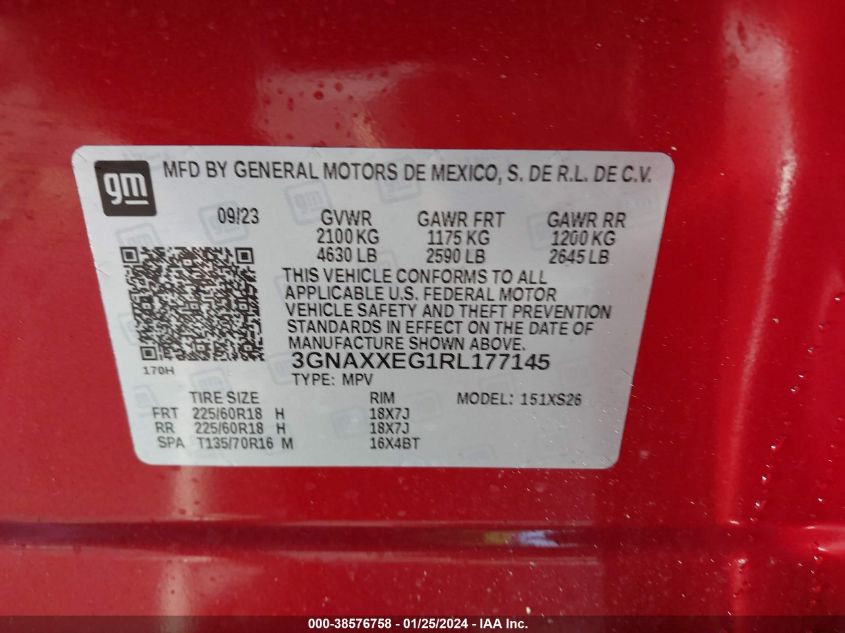 gm
MFD BY GENERAL MOTORS DE MEXICO, S. DE R.L. DE C.V.
09/23 GVWR GAWR FRT GAWR RR
2100 KG 1175 KG 1200 KG
4630 LB 2590 LB 2645 LB
THIS VEHICLE CONFORMS TO ALL
APPLICABLE U.S. FEDERAL MOTOR
VEHICLE SAFETY AND THEFT PREVENTION
STANDARDS IN EFFECT ON THE DATE OF
MANUFACTURE SHOWN ABOVE.
170H
3GNAXXEG1RL177145
TYPE: MPV
TIRE SIZE RIM MODEL: 151XS26
FRT 225/60R18 H 18X7J
RR 225/60R18 H 18X7J
SPA T135/70R16 M 16X4BT
000-38576758 — 01/25/2024 — IAAI Inc.